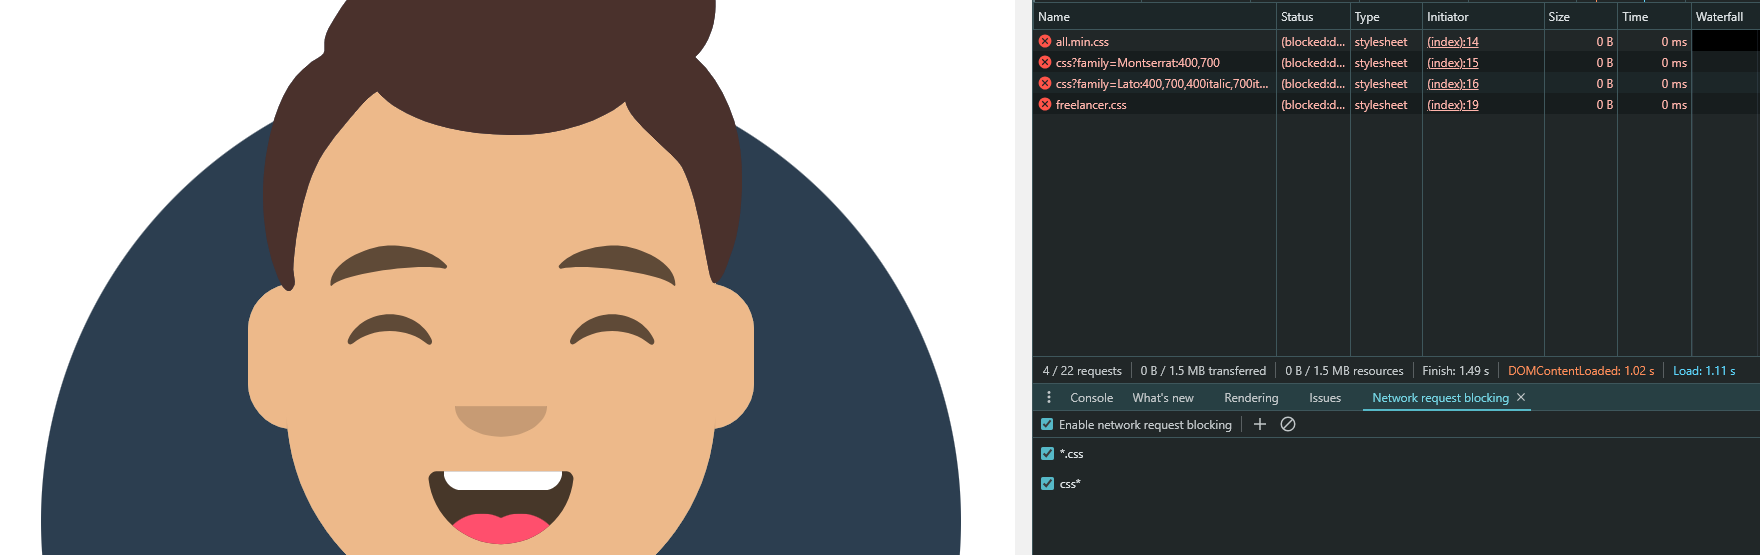 Name Status Type Initiator Size Time Waterfall
all.min.css (blocked:d... stylesheet (index):14 0 B 0 ms
css?family=Montserrat:400,700 (blocked:d... stylesheet (index):15 0 B 0 ms
css?family=Lato:400,700,400italic,700it... (blocked:d... stylesheet (index):16 0 B 0 ms
freelancer.css (blocked:d... stylesheet (index):19 0 B 0 ms
4 / 22 requests 0 B / 1.5 MB transferred 0 B / 1.5 MB resources Finish: 1.49 s DOMContentLoaded: 1.02 s Load: 1.11 s
Console What's new Rendering Issues Network request blocking
Enable network request blocking
*.css
css*